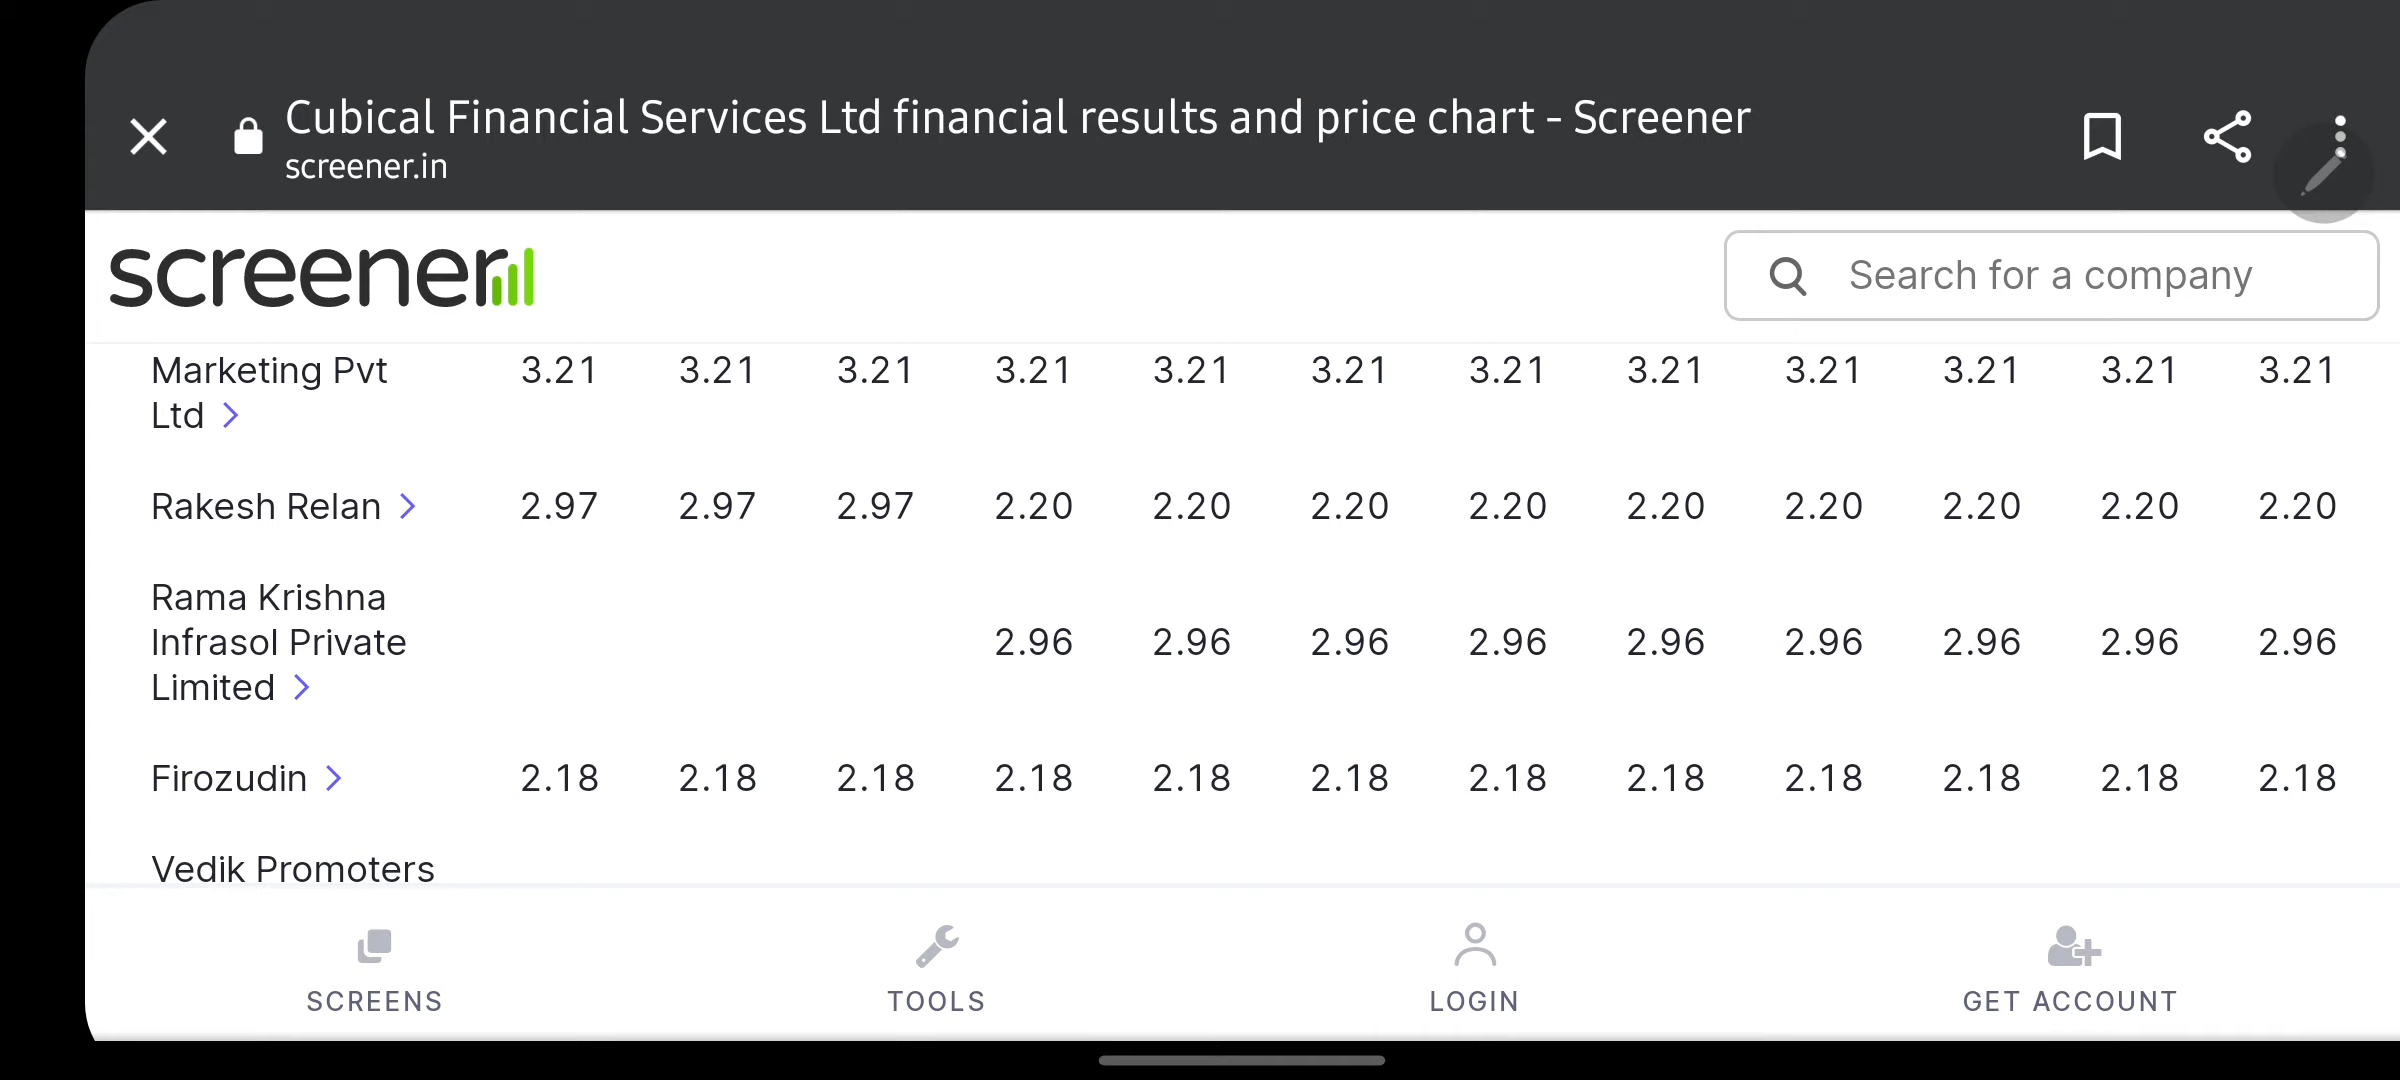 Cubical Financial Services Ltd financial results and price chart - Screener
screener.in
screener
Search for a company
Marketing Pvt Ltd 3.21 3.21 3.21 3.21 3.21 3.21 3.21 3.21 3.21 3.21 3.21 3.21
Rakesh Relan 2.97 2.97 2.97 2.20 2.20 2.20 2.20 2.20 2.20 2.20 2.20 2.20
Rama Krishna
Infrasol Private
Limited 2.96 2.96 2.96 2.96 2.96 2.96 2.96 2.96 2.96
Firozudin 2.18 2.18 2.18 2.18 2.18 2.18 2.18 2.18 2.18 2.18 2.18 2.18
Vedik Promoters
SCREENS TOOLS LOGIN GET ACCOUNT